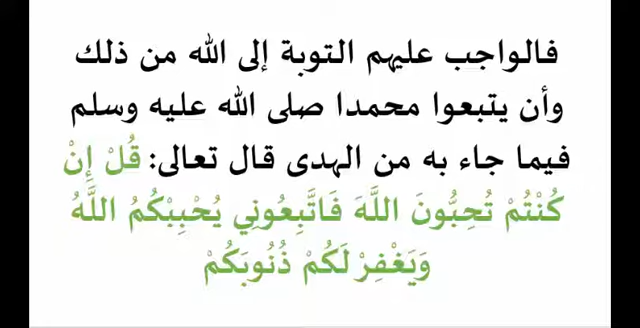 فالواجب عليهم التوبة إلى الله من ذلك
وأن يتبعوا محمدا صلى الله عليه وسلم
فيما جاء به من الهدى قال تعالى: قُلْ إِنْ
كُنْتُمْ تُحِبُّونَ اللَّهَ فَاتَّبِعُونِي يُحْبِبْكُمُ اللَّهُ
وَيَغْفِرْ لَكُمْ ذُنُوبَكُمْ